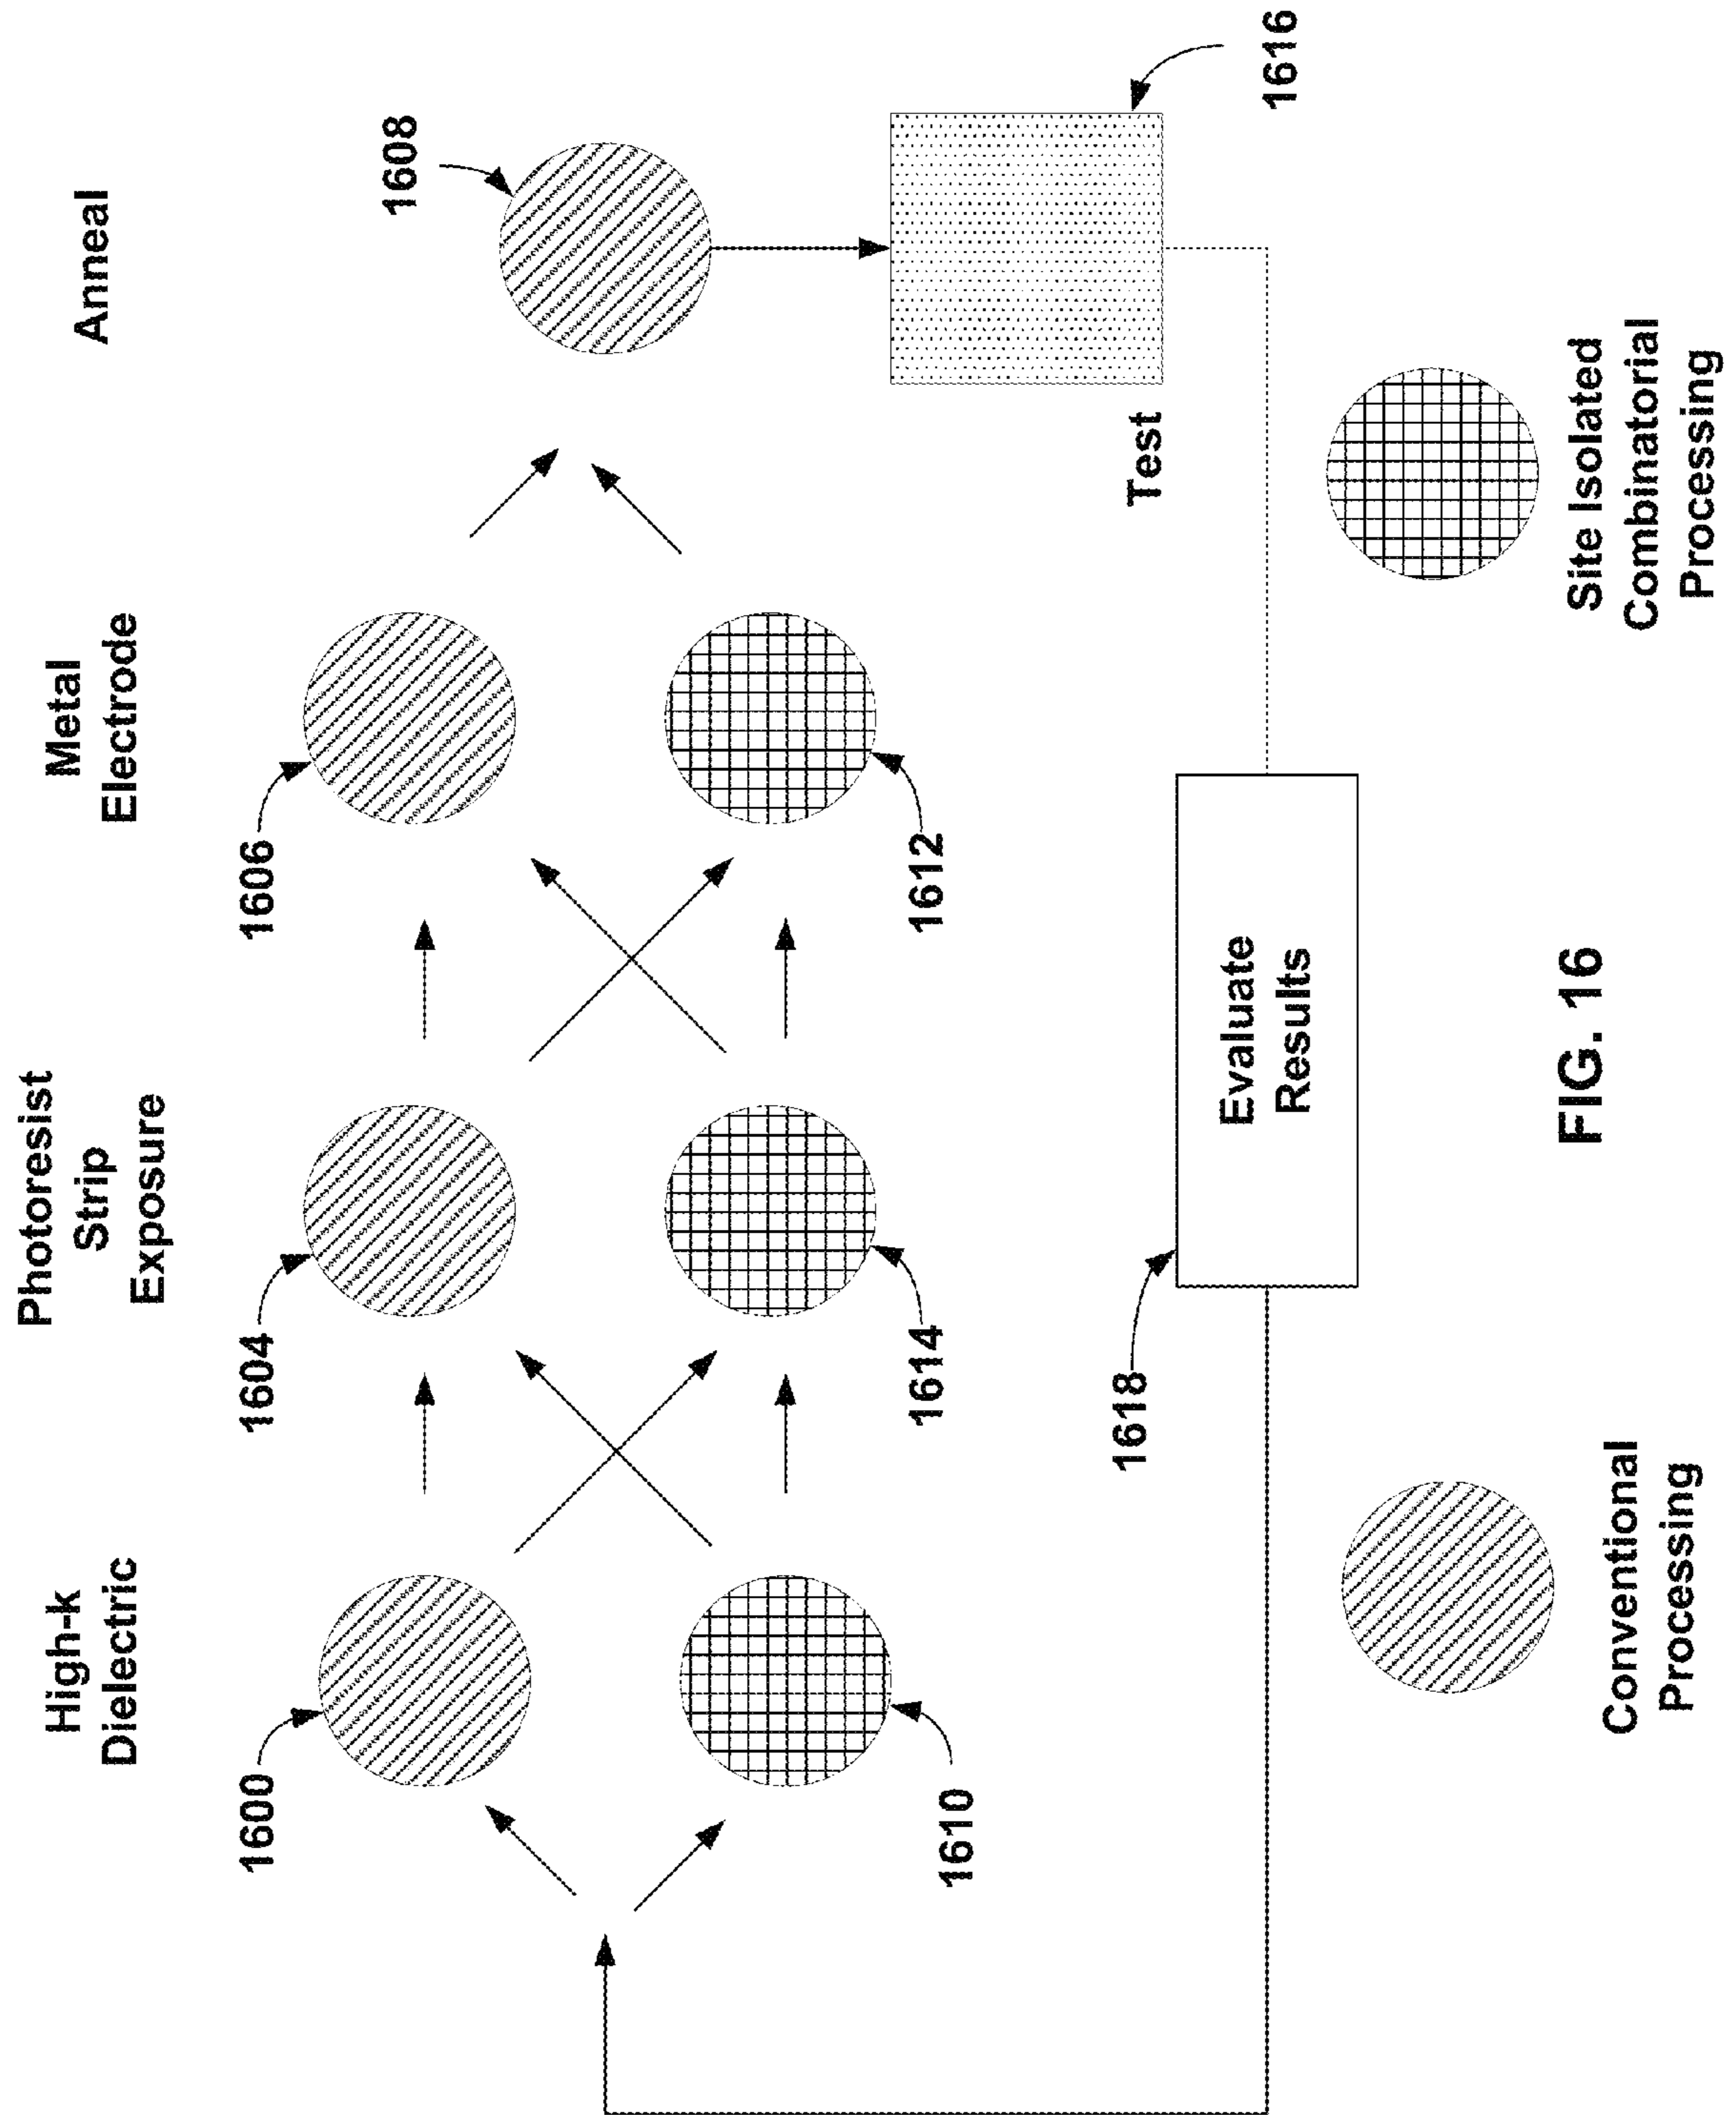 High-k
Dielectric
Photoresist
Strip
Exposure
Metal
Electrode
Anneal
1600
1604
1606
1608
1610
1614
1612
Test
1616
1618
Evaluate
Results
Conventional
Processing
Site Isolated
Combinatorial
Processing
FIG. 16